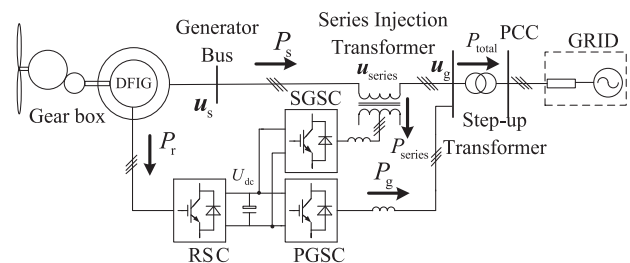 Generator
Bus
P_s
Series Injection
Transformer
u_series
u_g
P_total
PCC
GRID
DFIG
Gear box
u_s
SGSC
P_series
Step-up
Transformer
P_r
U_dc
P_g
RSC
PGSC